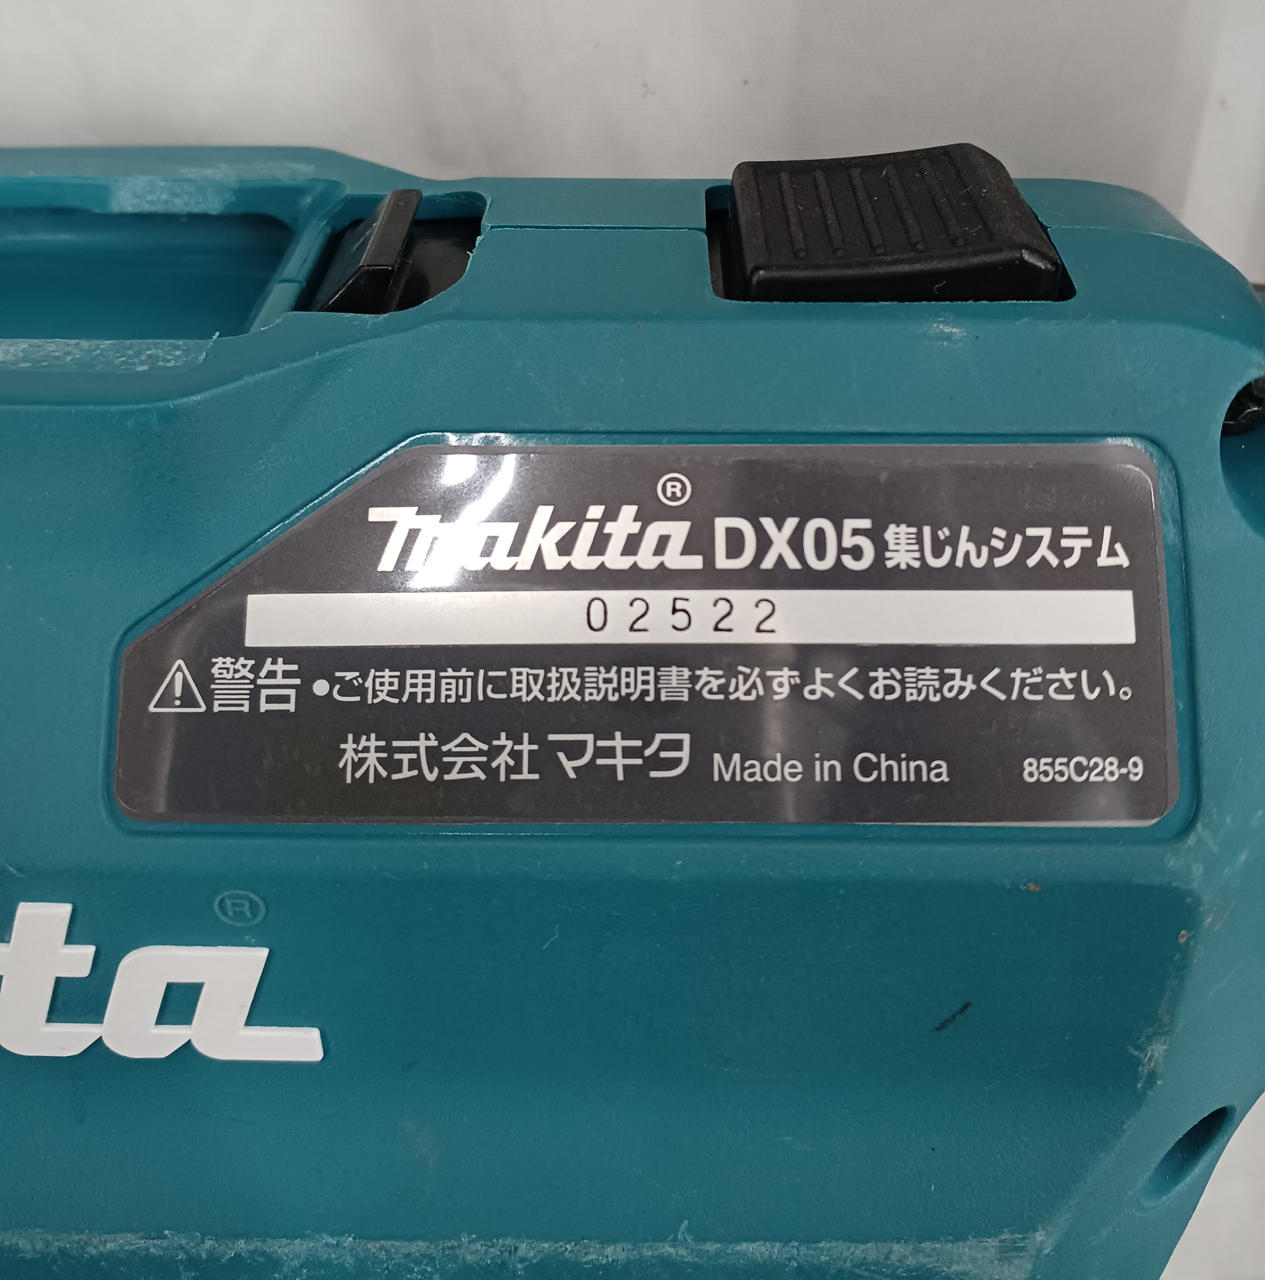 makita® DX05 集じんシステム
02522
⚠警告 •ご使用前に取扱説明書を必ずよくお読みください。
株式会社マキタ Made in China 855C28-9
ta®